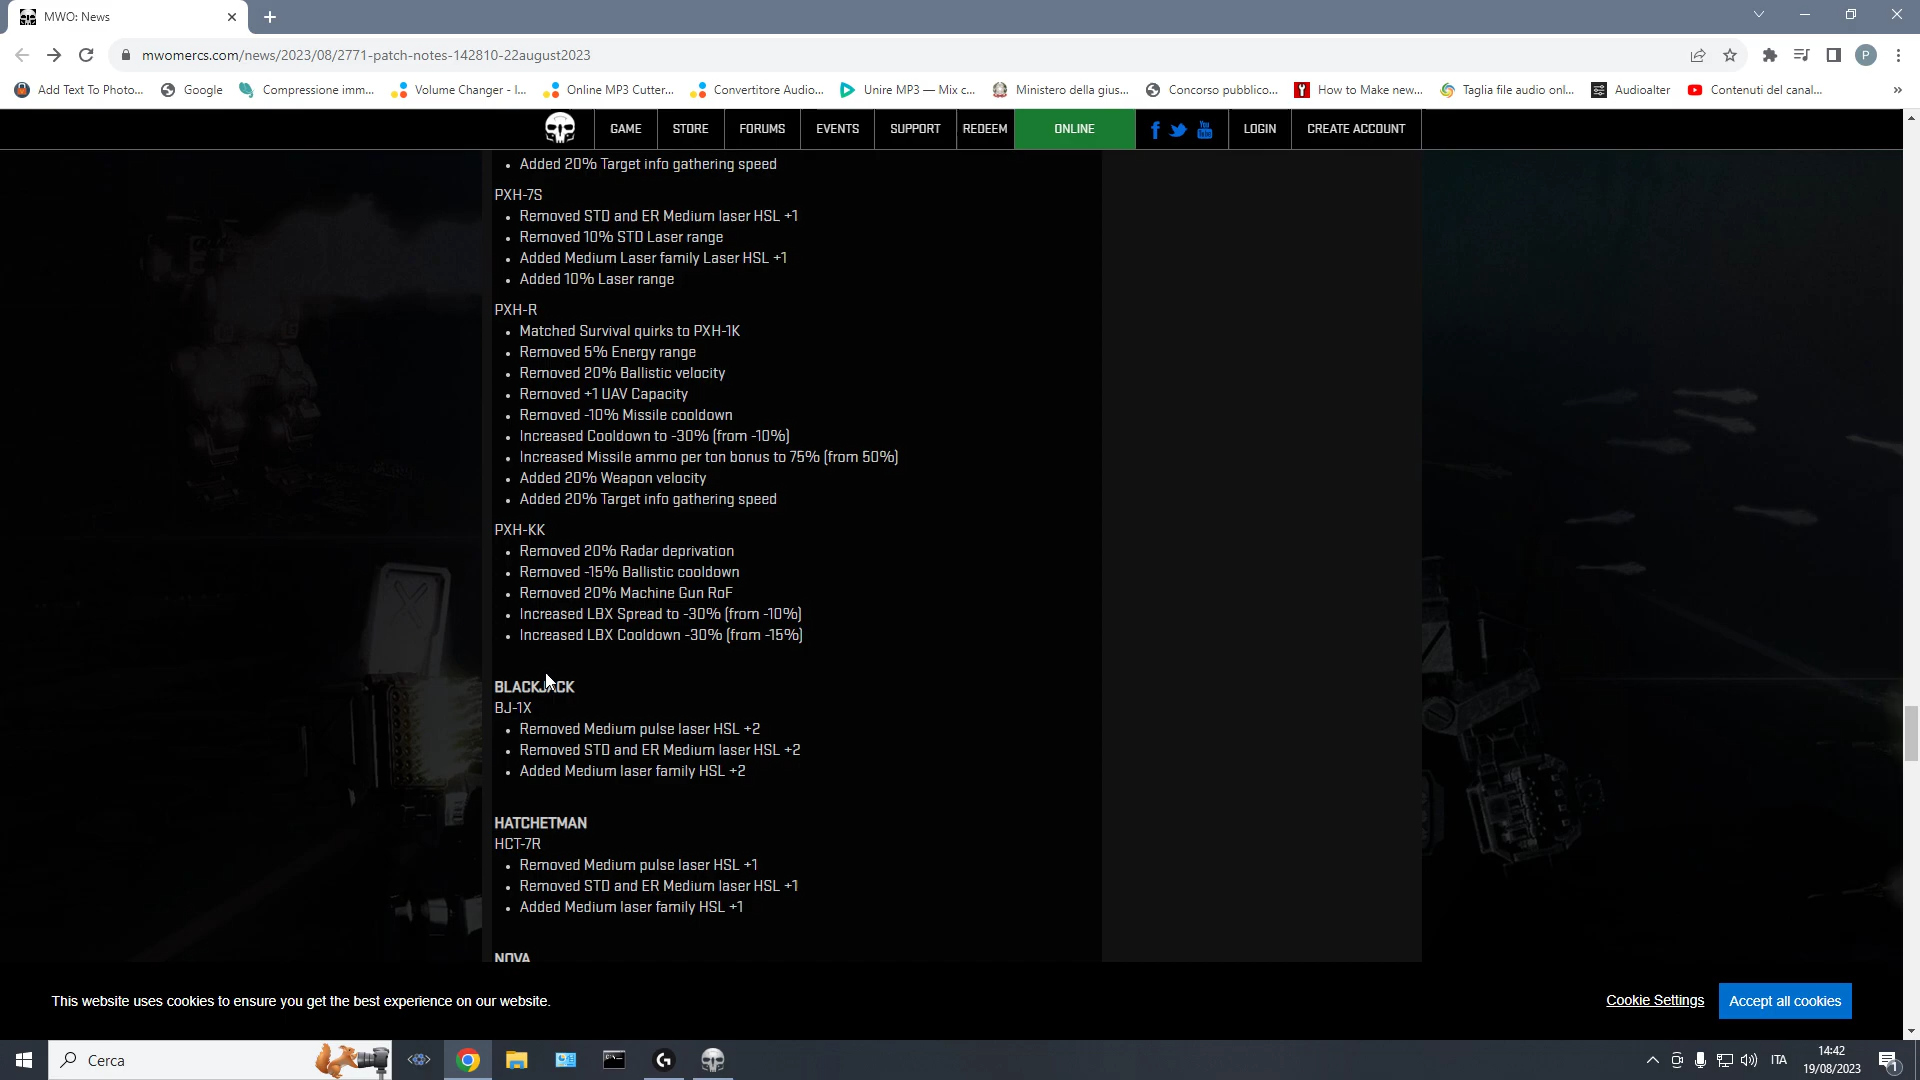 MWO: News
mwomercs.com/news/2023/08/2771-patch-notes-142810-22august2023
P
Add Text To Photo...
Google
Compressione imm...
Volume Changer - I...
Online MP3 Cutter...
Convertitore Audio...
Unire MP3 — Mix c...
Ministero della gius...
Concorso pubblico...
How to Make new...
Taglia file audio onl...
Audioalter
Contenuti del canal...
GAME
STORE
FORUMS
EVENTS
SUPPORT
REDEEM
ONLINE
LOGIN
CREATE ACCOUNT
Added 20% Target info gathering speed
PXH-7S
Removed STD and ER Medium laser HSL +1
Removed 10% STD Laser range
Added Medium Laser family Laser HSL +1
Added 10% Laser range
PXH-R
Matched Survival quirks to PXH-1K
Removed 5% Energy range
Removed 20% Ballistic velocity
Removed +1 UAV Capacity
Removed -10% Missile cooldown
Increased Cooldown to -30% (from -10%)
Increased Missile ammo per ton bonus to 75% (from 50%)
Added 20% Weapon velocity
Added 20% Target info gathering speed
PXH-KK
Removed 20% Radar deprivation
Removed -15% Ballistic cooldown
Removed 20% Machine Gun RoF
Increased LBX Spread to -30% (from -10%)
Increased LBX Cooldown -30% (from -15%)
BLACKJACK
BJ-1X
Removed Medium pulse laser HSL +2
Removed STD and ER Medium laser HSL +2
Added Medium laser family HSL +2
HATCHETMAN
HCT-7R
Removed Medium pulse laser HSL +1
Removed STD and ER Medium laser HSL +1
Added Medium laser family HSL +1
NOVA
This website uses cookies to ensure you get the best experience on our website.
Cookie Settings
Accept all cookies
Cerca
ITA
14:42
19/08/2023
1